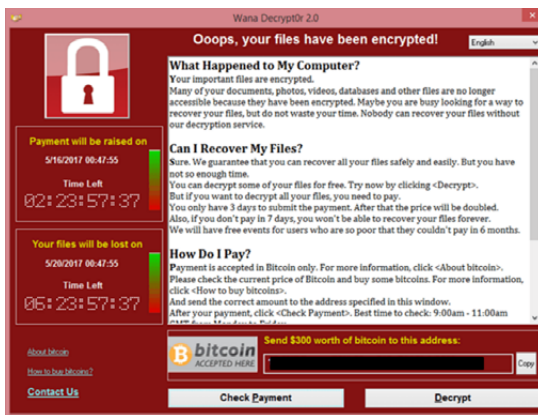 Wana Decrypt0r 2.0
Ooops, your files have been encrypted!
English
Payment will be raised on
5/16/2017 00:47:55
Time Left
02:23:57:37
Your files will be lost on
5/20/2017 00:47:55
Time Left
06:23:57:37
About bitcoin
How to buy bitcoins?
Contact Us
What Happened to My Computer?
Your important files are encrypted.
Many of your documents, photos, videos, databases and other files are no longer
accessible because they have been encrypted. Maybe you are busy looking for a way to
recover your files, but do not waste your time. Nobody can recover your files without
our decryption service.
Can I Recover My Files?
Sure. We guarantee that you can recover all your files safely and easily. But you have
not so enough time.
You can decrypt some of your files for free. Try now by clicking <Decrypt>.
But if you want to decrypt all your files, you need to pay.
You only have 3 days to submit the payment. After that the price will be doubled.
Also, if you don't pay in 7 days, you won't be able to recover your files forever.
We will have free events for users who are so poor that they couldn't pay in 6 months.
How Do I Pay?
Payment is accepted in Bitcoin only. For more information, click <About bitcoin>.
Please check the current price of Bitcoin and buy some bitcoins. For more information,
click <How to buy bitcoins>.
And send the correct amount to the address specified in this window.
After your payment, click <Check Payment>. Best time to check: 9:00am - 11:00am
GMT from Monday to Friday
bitcoin
ACCEPTED HERE
Send $300 worth of bitcoin to this address:
Copy
Check Payment
Decrypt